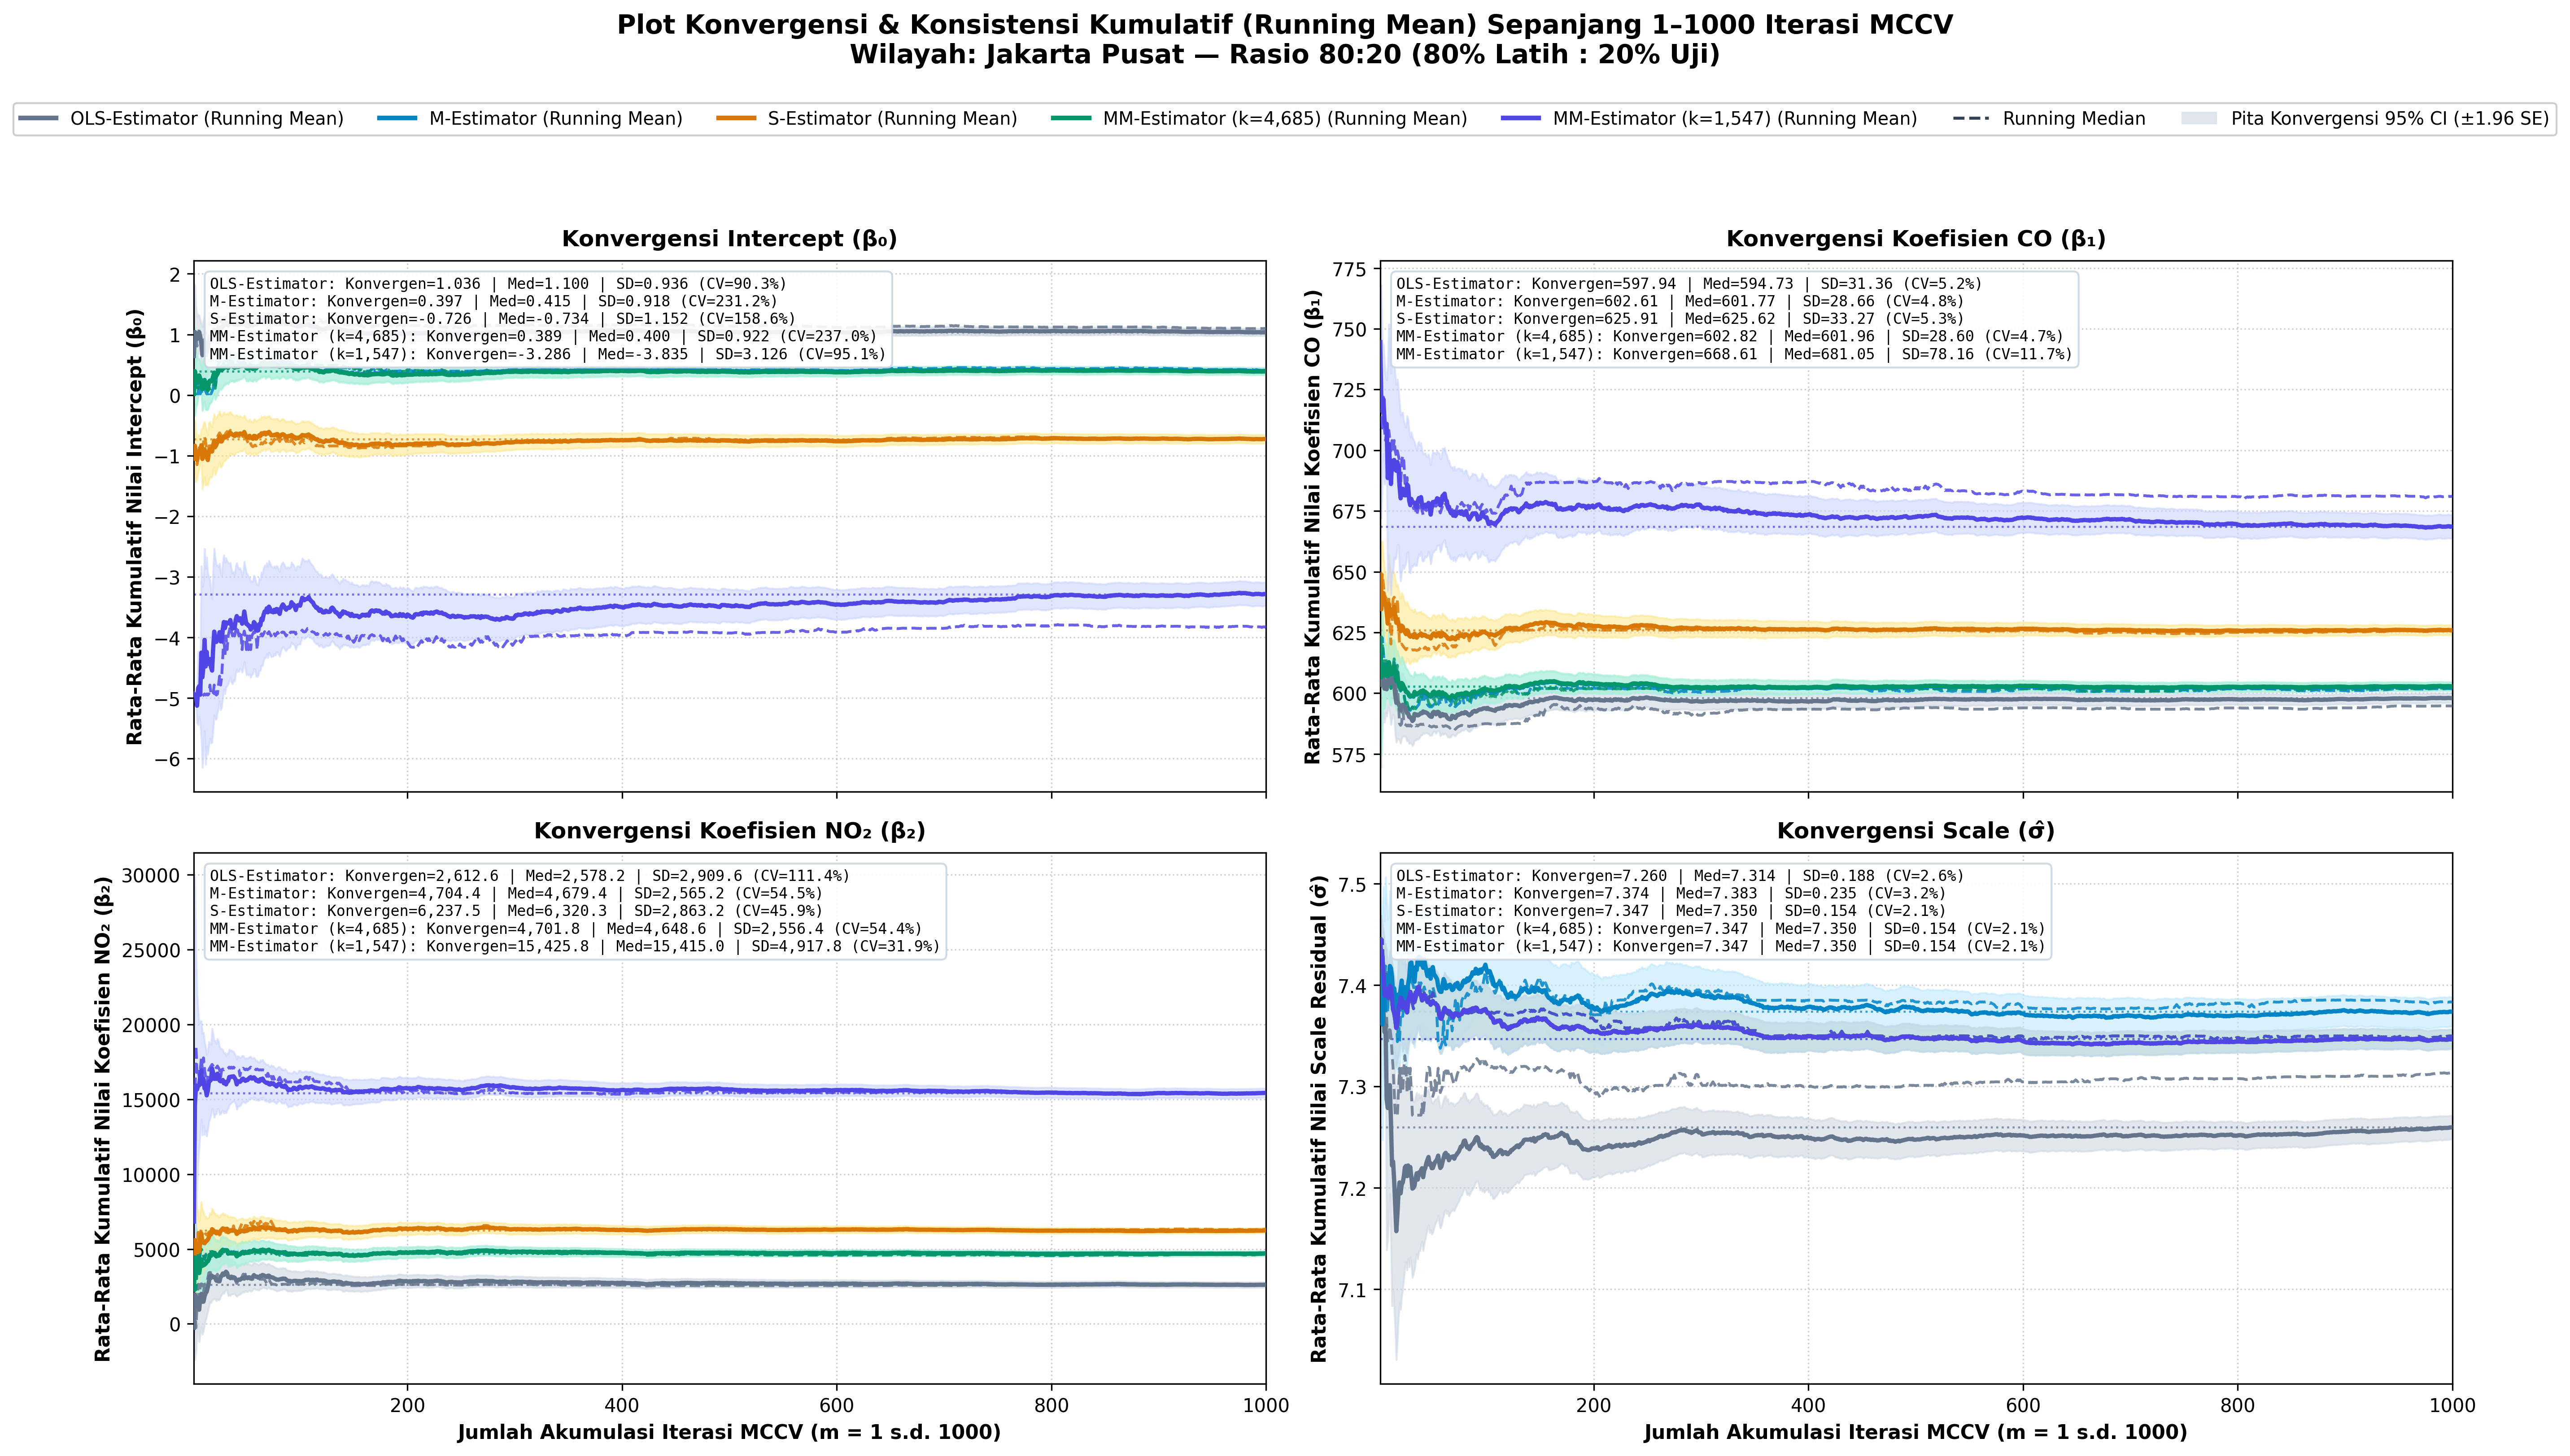 Plot Konvergensi & Konsistensi Kumulatif (Running Mean) Sepanjang 1–1000 Iterasi MCCV
Wilayah: Jakarta Pusat — Rasio 80:20 (80% Latih : 20% Uji)
OLS-Estimator (Running Mean) M-Estimator (Running Mean) S-Estimator (Running Mean) MM-Estimator (k=4,685) (Running Mean) MM-Estimator (k=1,547) (Running Mean) Running Median Pita Konvergensi 95% CI (±1.96 SE)
Konvergensi Intercept (β₀)
Rata-Rata Kumulatif Nilai Intercept (β₀)
2
1
0
−1
−2
−3
−4
−5
−6
OLS-Estimator: Konvergen=1.036 | Med=1.100 | SD=0.936 (CV=90.3%)
M-Estimator: Konvergen=0.397 | Med=0.415 | SD=0.918 (CV=231.2%)
S-Estimator: Konvergen=-0.726 | Med=-0.734 | SD=1.152 (CV=158.6%)
MM-Estimator (k=4,685): Konvergen=0.389 | Med=0.400 | SD=0.922 (CV=237.0%)
MM-Estimator (k=1,547): Konvergen=-3.286 | Med=-3.835 | SD=3.126 (CV=95.1%)
Konvergensi Koefisien CO (β₁)
Rata-Rata Kumulatif Nilai Koefisien CO (β₁)
775
750
725
700
675
650
625
600
575
OLS-Estimator: Konvergen=597.94 | Med=594.73 | SD=31.36 (CV=5.2%)
M-Estimator: Konvergen=602.61 | Med=601.77 | SD=28.66 (CV=4.8%)
S-Estimator: Konvergen=625.91 | Med=625.62 | SD=33.27 (CV=5.3%)
MM-Estimator (k=4,685): Konvergen=602.82 | Med=601.96 | SD=28.60 (CV=4.7%)
MM-Estimator (k=1,547): Konvergen=668.61 | Med=681.05 | SD=78.16 (CV=11.7%)
Konvergensi Koefisien NO₂ (β₂)
Rata-Rata Kumulatif Nilai Koefisien NO₂ (β₂)
30000
25000
20000
15000
10000
5000
0
OLS-Estimator: Konvergen=2,612.6 | Med=2,578.2 | SD=2,909.6 (CV=111.4%)
M-Estimator: Konvergen=4,704.4 | Med=4,679.4 | SD=2,565.2 (CV=54.5%)
S-Estimator: Konvergen=6,237.5 | Med=6,320.3 | SD=2,863.2 (CV=45.9%)
MM-Estimator (k=4,685): Konvergen=4,701.8 | Med=4,648.6 | SD=2,556.4 (CV=54.4%)
MM-Estimator (k=1,547): Konvergen=15,425.8 | Med=15,415.0 | SD=4,917.8 (CV=31.9%)
200 400 600 800 1000
Jumlah Akumulasi Iterasi MCCV (m = 1 s.d. 1000)
Konvergensi Scale (σ̂)
Rata-Rata Kumulatif Nilai Scale Residual (σ̂)
7.5
7.4
7.3
7.2
7.1
OLS-Estimator: Konvergen=7.260 | Med=7.314 | SD=0.188 (CV=2.6%)
M-Estimator: Konvergen=7.374 | Med=7.383 | SD=0.235 (CV=3.2%)
S-Estimator: Konvergen=7.347 | Med=7.350 | SD=0.154 (CV=2.1%)
MM-Estimator (k=4,685): Konvergen=7.347 | Med=7.350 | SD=0.154 (CV=2.1%)
MM-Estimator (k=1,547): Konvergen=7.347 | Med=7.350 | SD=0.154 (CV=2.1%)
200 400 600 800 1000
Jumlah Akumulasi Iterasi MCCV (m = 1 s.d. 1000)